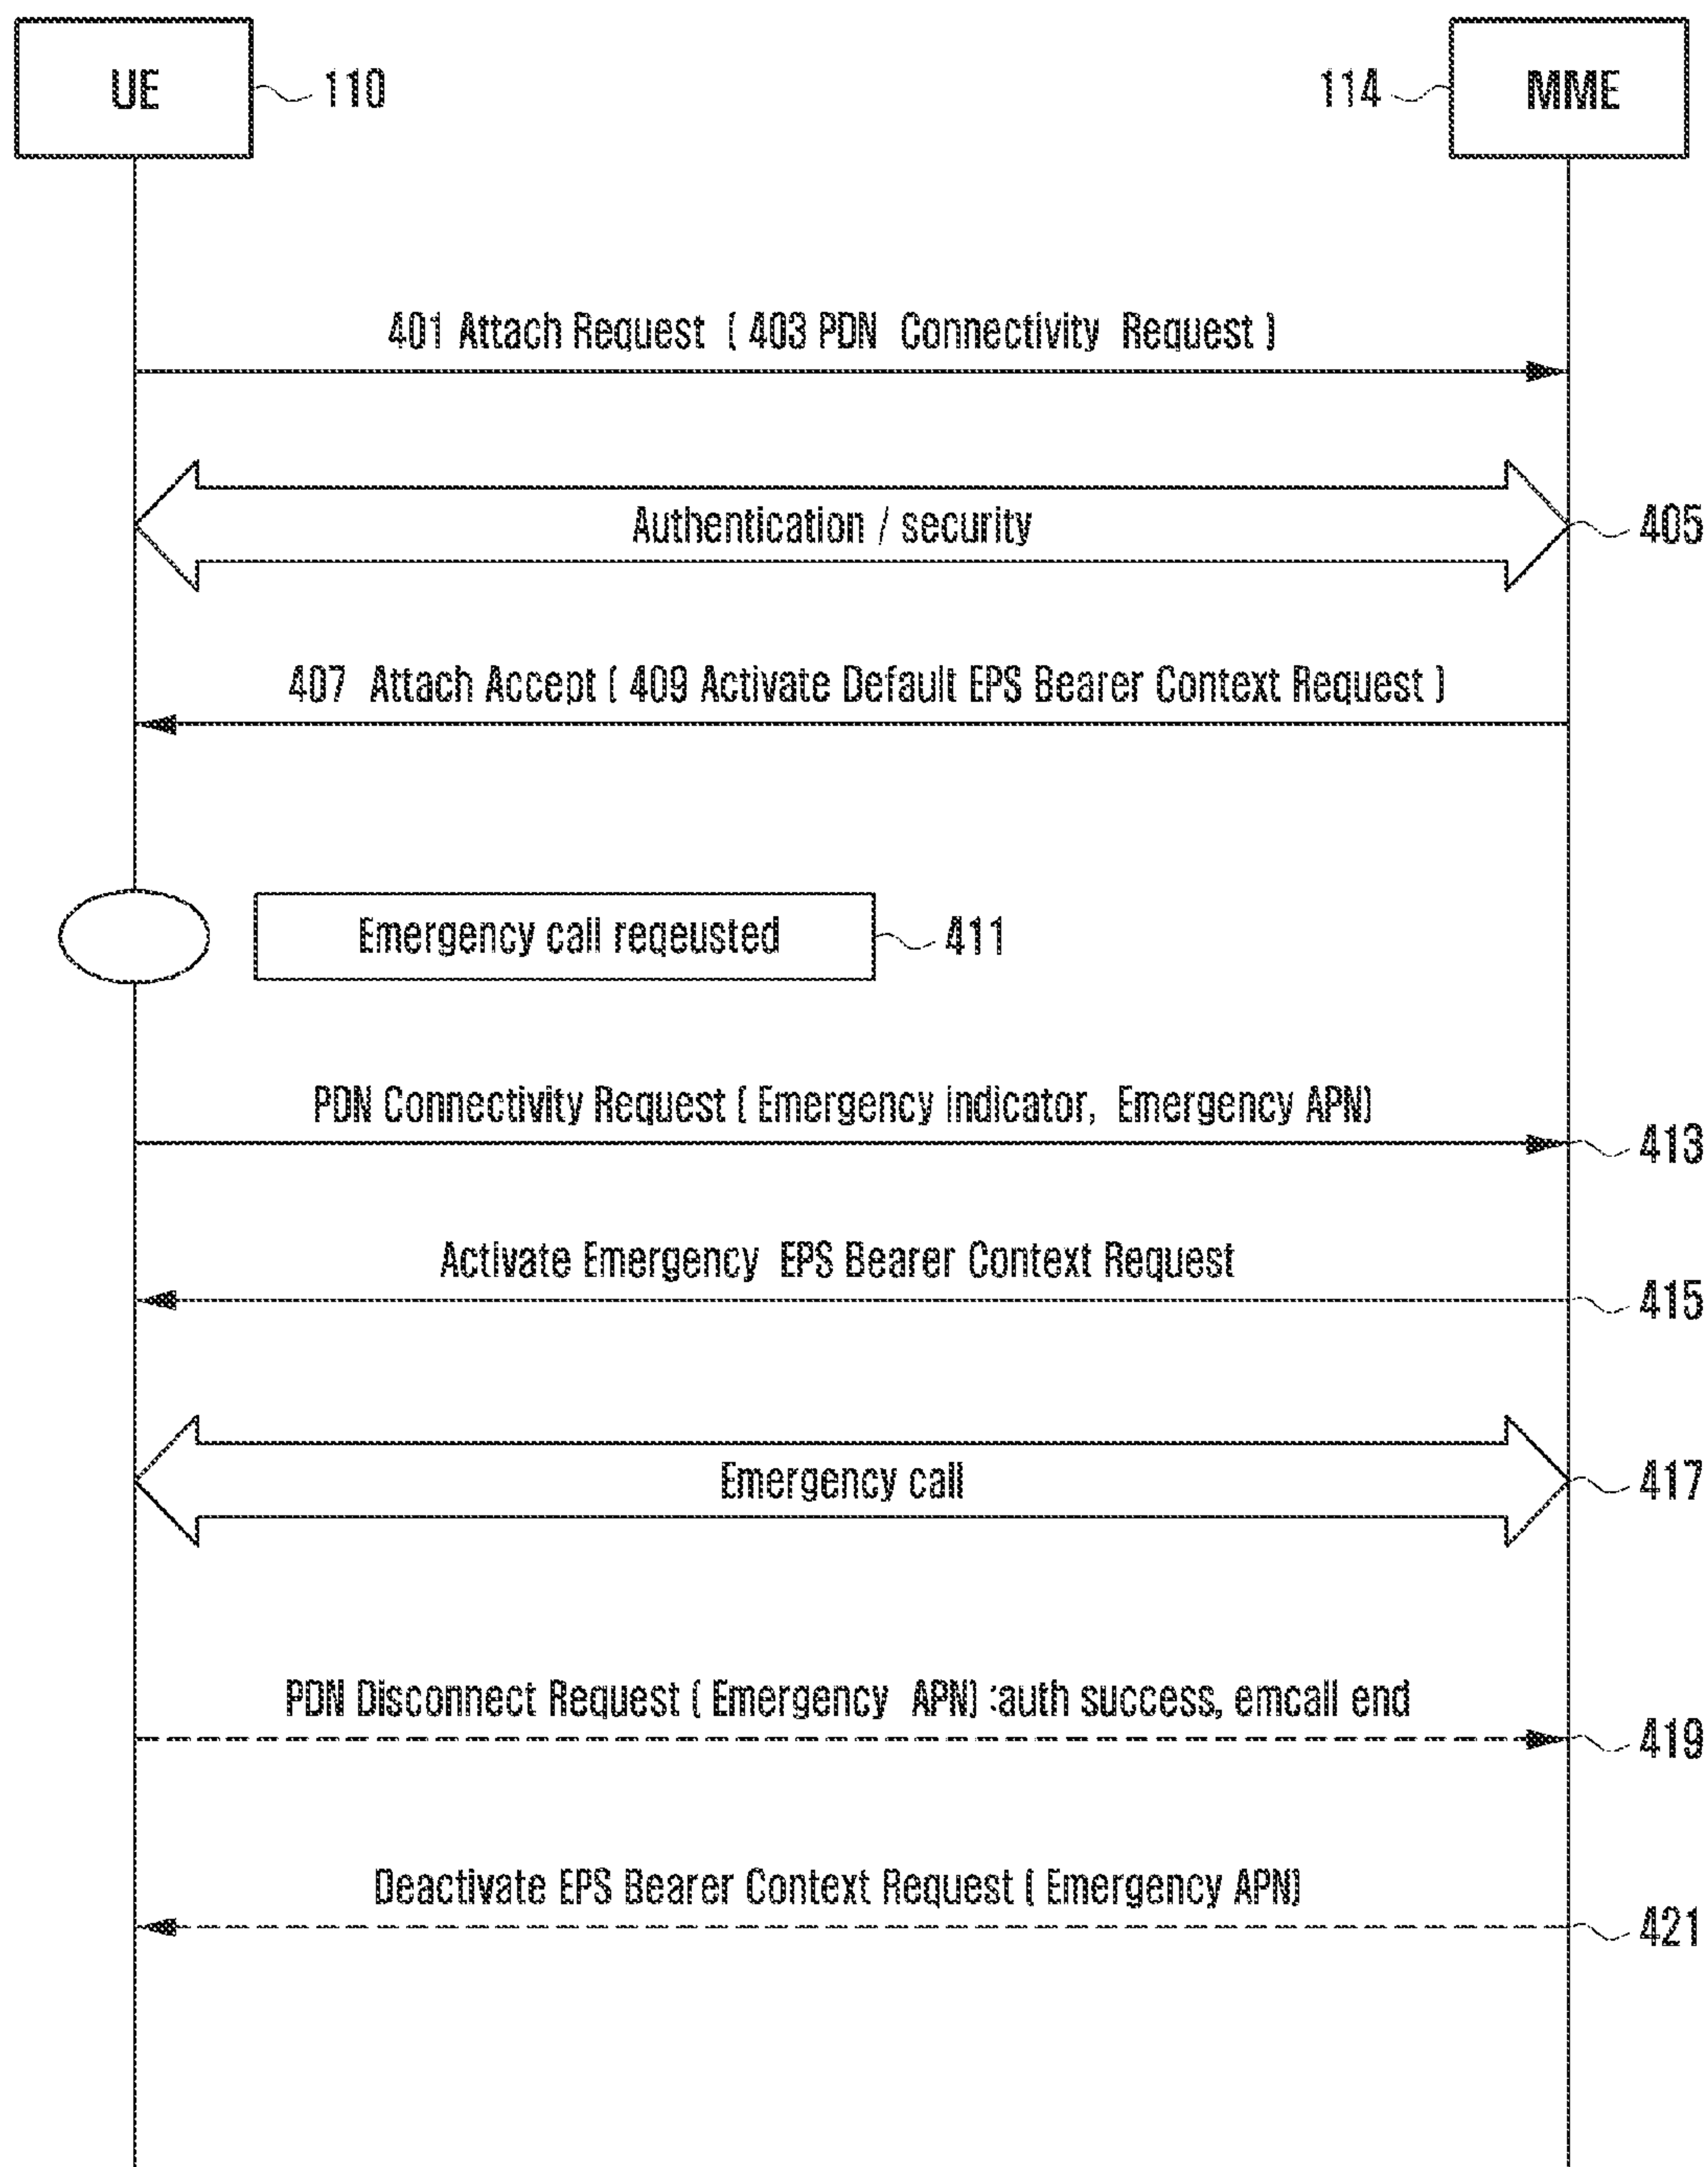 UE
110
114
MME
401 Attach Request ( 403 PDN Connectivity Request )
Authentication / security
405
407 Attach Accept ( 409 Activate Default EPS Bearer Context Request )
Emergency call reqeusted
411
PDN Connectivity Request ( Emergency indicator, Emergency APN)
413
Activate Emergency EPS Bearer Context Request
415
Emergency call
417
PDN Disconnect Request ( Emergency APN) :auth success, emcall end
419
Deactivate EPS Bearer Context Request ( Emergency APN)
421